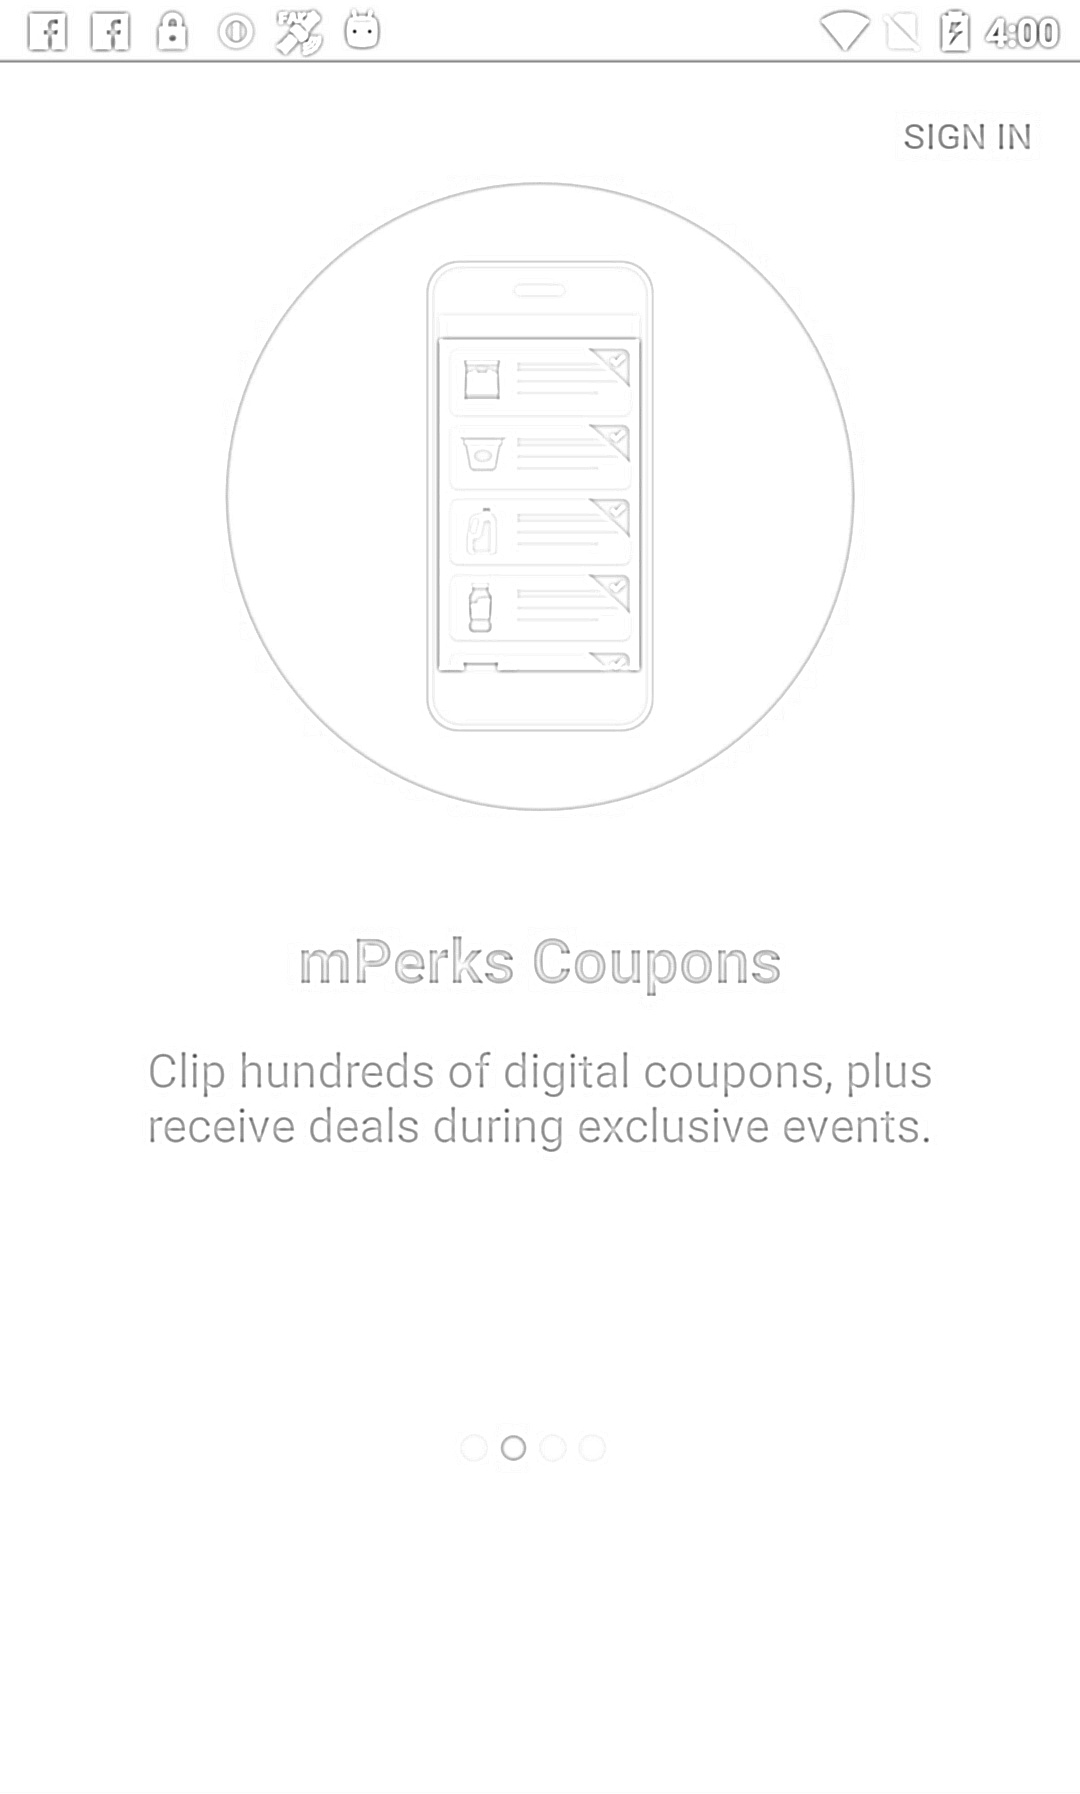 4:00
SIGN IN
mPerks Coupons
Clip hundreds of digital coupons, plus
receive deals during exclusive events.